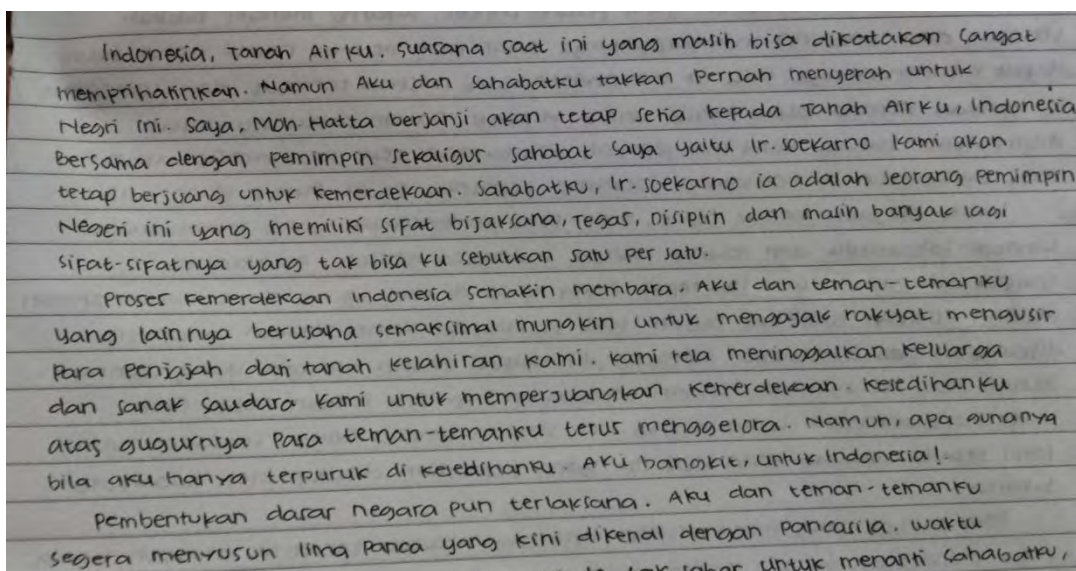 Indonesia, Tanah Airku. Suasana saat ini yang masih bisa dikatakan sangat
memprihatinkan. Namun Aku dan sahabatku takkan pernah menyerah untuk
Negri ini. Saya, Moh Hatta berjanji akan tetap setia kepada Tanah Airku, Indonesia
Bersama dengan pemimpin sekaligus sahabat saya yaitu Ir. Soekarno kami akan
tetap berjuang untuk kemerdekaan. Sahabatku, Ir. Soekarno ia adalah seorang pemimpin
Negeri ini yang memiliki sifat bijaksana, Tegas, Disiplin dan masih banyak lagi
sifat-sifatnya yang tak bisa ku sebutkan satu per satu.
Proses kemerdekaan Indonesia semakin membara. Aku dan teman-temanku
yang lainnya berusaha semaksimal mungkin untuk mengajak rakyat mengusir
para penjajah dari tanah kelahiran kami. Kami rela meninggalkan keluarga
dan sanak saudara kami untuk memperjuangkan kemerdekaan. Kesedihanku
atas gugurnya para teman-temanku terus menggelora. Namun, apa gunanya
bila aku hanya terpuruk di kesedihanku. Aku bangkit, untuk Indonesia!
Pembentukan dasar negara pun terlaksana. Aku dan teman-temanku
segera menyusun lima panca yang kini dikenal dengan pancasila. Waktu
sabar untuk menanti sahabatku,